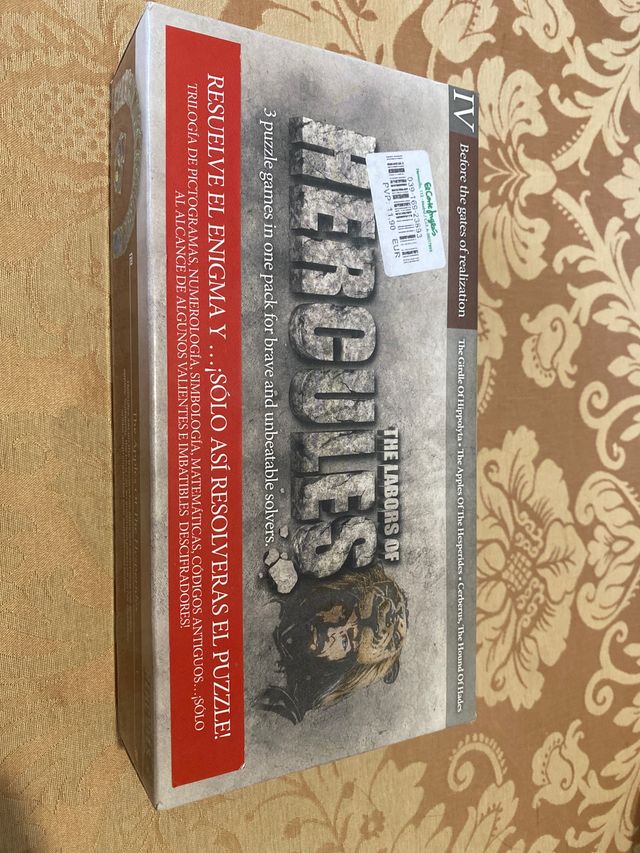 IV
Before the gates of realization
The Girdle Of Hippolyta • The Apples Of The Hesperides • Cerberus, The Hound Of Hades
El Corte Inglés
PVP: 11,90 EUR
THE LABORS OF
HERCULES
3 puzzle games in one pack for brave and unbeatable solvers.
RESUELVE EL ENIGMA Y ...¡SÓLO ASÍ RESOLVERAS EL PUZZLE!
TRILOGÍA DE PICTOGRAMAS, NUMEROLOGÍA, SIMBOLOGÍA, MATEMÁTICAS, CÓDIGOS ANTIGUOS ...¡SÓLO
AL ALCANCE DE ALGUNOS VALIENTES E IMBATIBLES DESCIFRADORES!